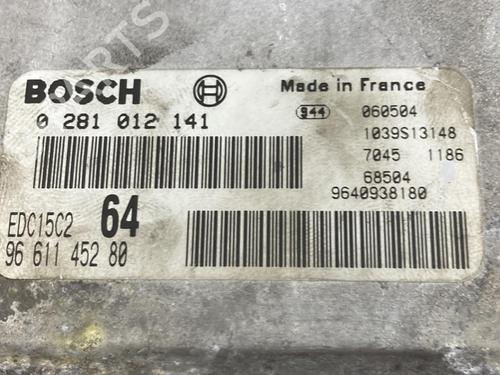 BOSCH
Made in France
0 281 012 141
944 060504
1039S13148
7045 1186
68504
9640938180
EDC15C2 64
96 611 452 80
PARTS